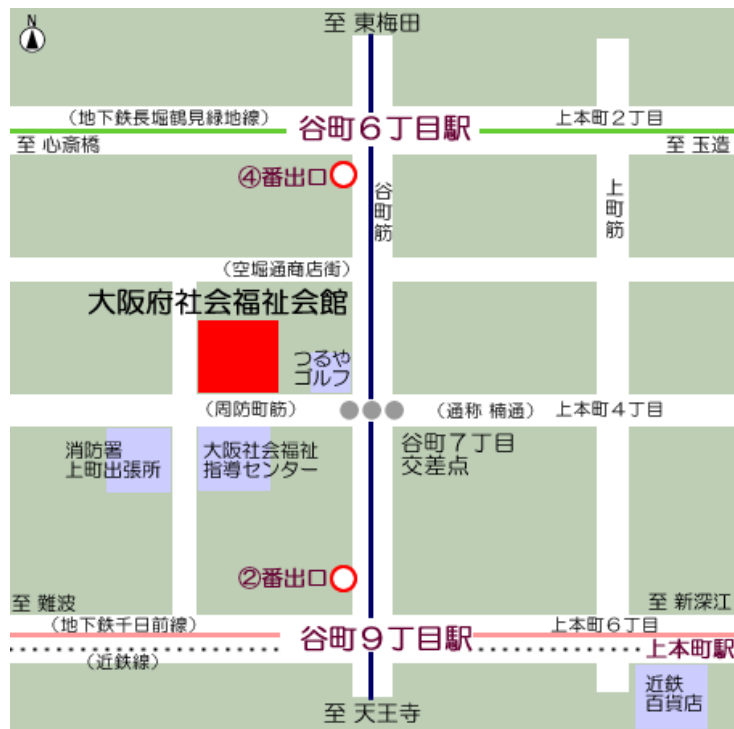 N
至 東梅田
(地下鉄長堀鶴見緑地線)
谷町６丁目駅
上本町２丁目
至 心斎橋
至 玉造
④番出口
谷町筋
上町筋
(空堀通商店街)
大阪府社会福祉会館
つるや
ゴルフ
(周防町筋)
(通称 楠通)
上本町４丁目
消防署
上町出張所
大阪社会福祉
指導センター
谷町７丁目
交差点
②番出口
至 難波
至 新深江
(地下鉄千日前線)
谷町９丁目駅
上本町６丁目
(近鉄線)
上本町駅
近鉄
百貨店
至 天王寺